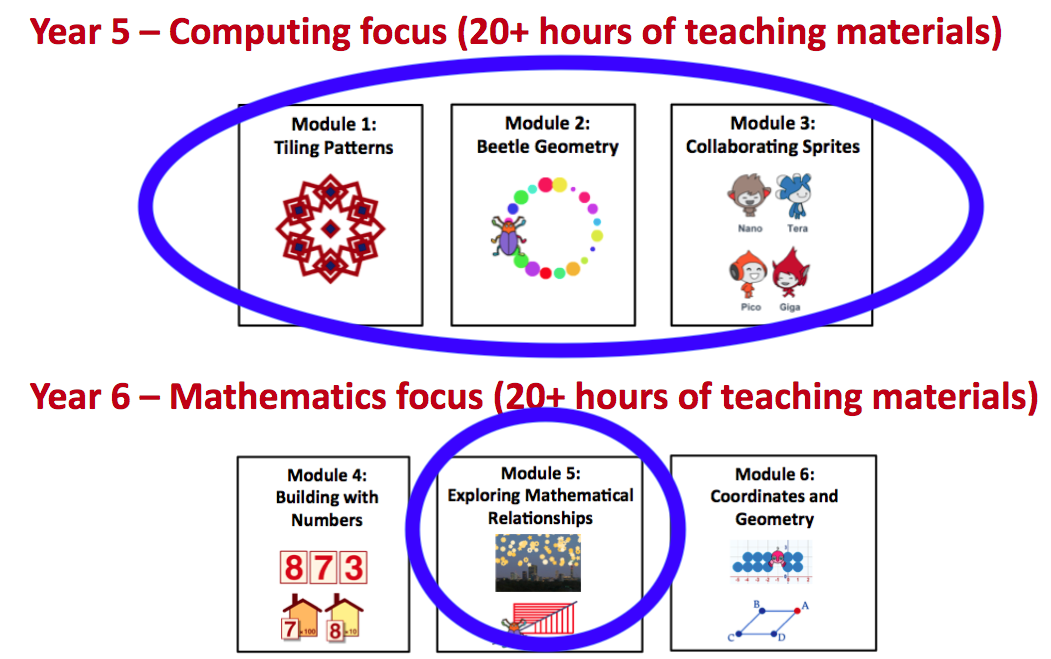 Year 5 – Computing focus (20+ hours of teaching materials)
Module 1:
Tiling Patterns
Module 2:
Beetle Geometry
Module 3:
Collaborating Sprites
Nano Tera
Pico Giga
Year 6 – Mathematics focus (20+ hours of teaching materials)
Module 4:
Building with
Numbers
8 7 3
7 ×100 8 ×10
Module 5:
Exploring Mathematical
Relationships
Module 6:
Coordinates and
Geometry
B A
C D